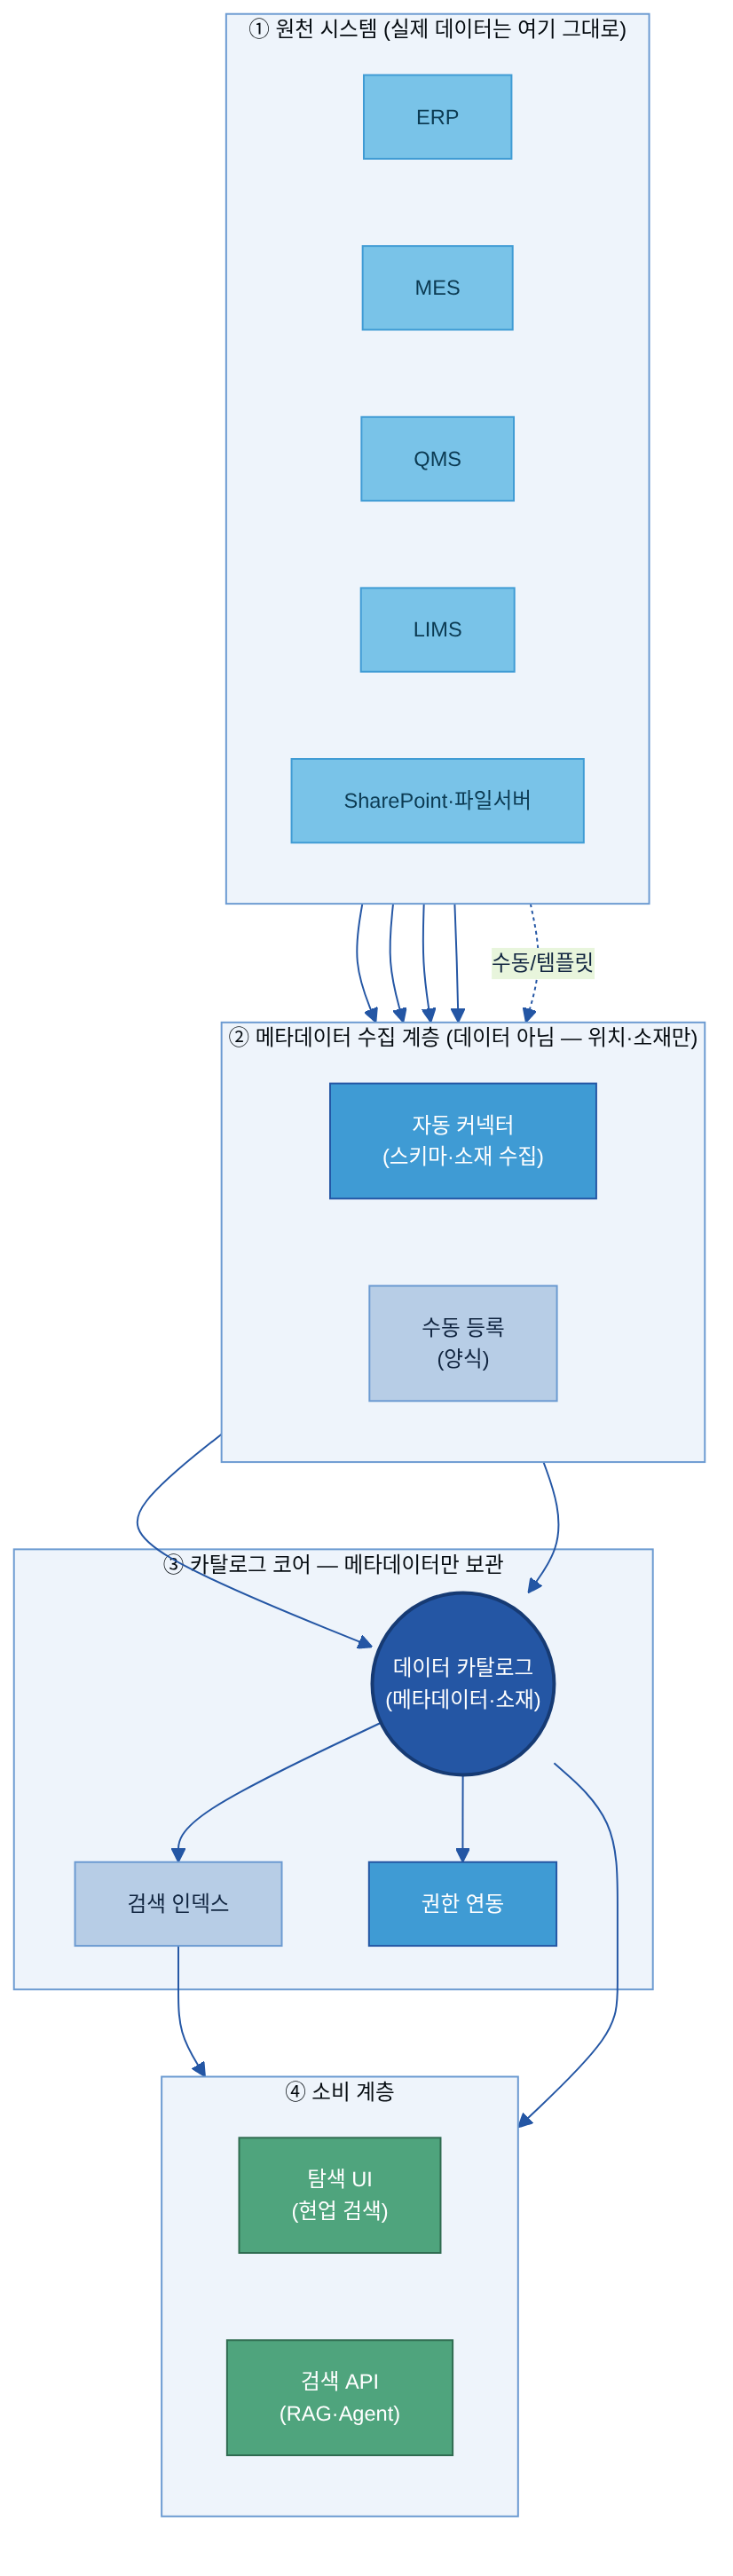 ① 원천 시스템 (실제 데이터는 여기 그대로)
ERP
MES
QMS
LIMS
SharePoint·파일서버
수동/템플릿
② 메타데이터 수집 계층 (데이터 아님 — 위치·소재만)
자동 커넥터
(스키마·소재 수집)
수동 등록
(양식)
③ 카탈로그 코어 — 메타데이터만 보관
데이터 카탈로그
(메타데이터·소재)
검색 인덱스
권한 연동
④ 소비 계층
탐색 UI
(현업 검색)
검색 API
(RAG·Agent)